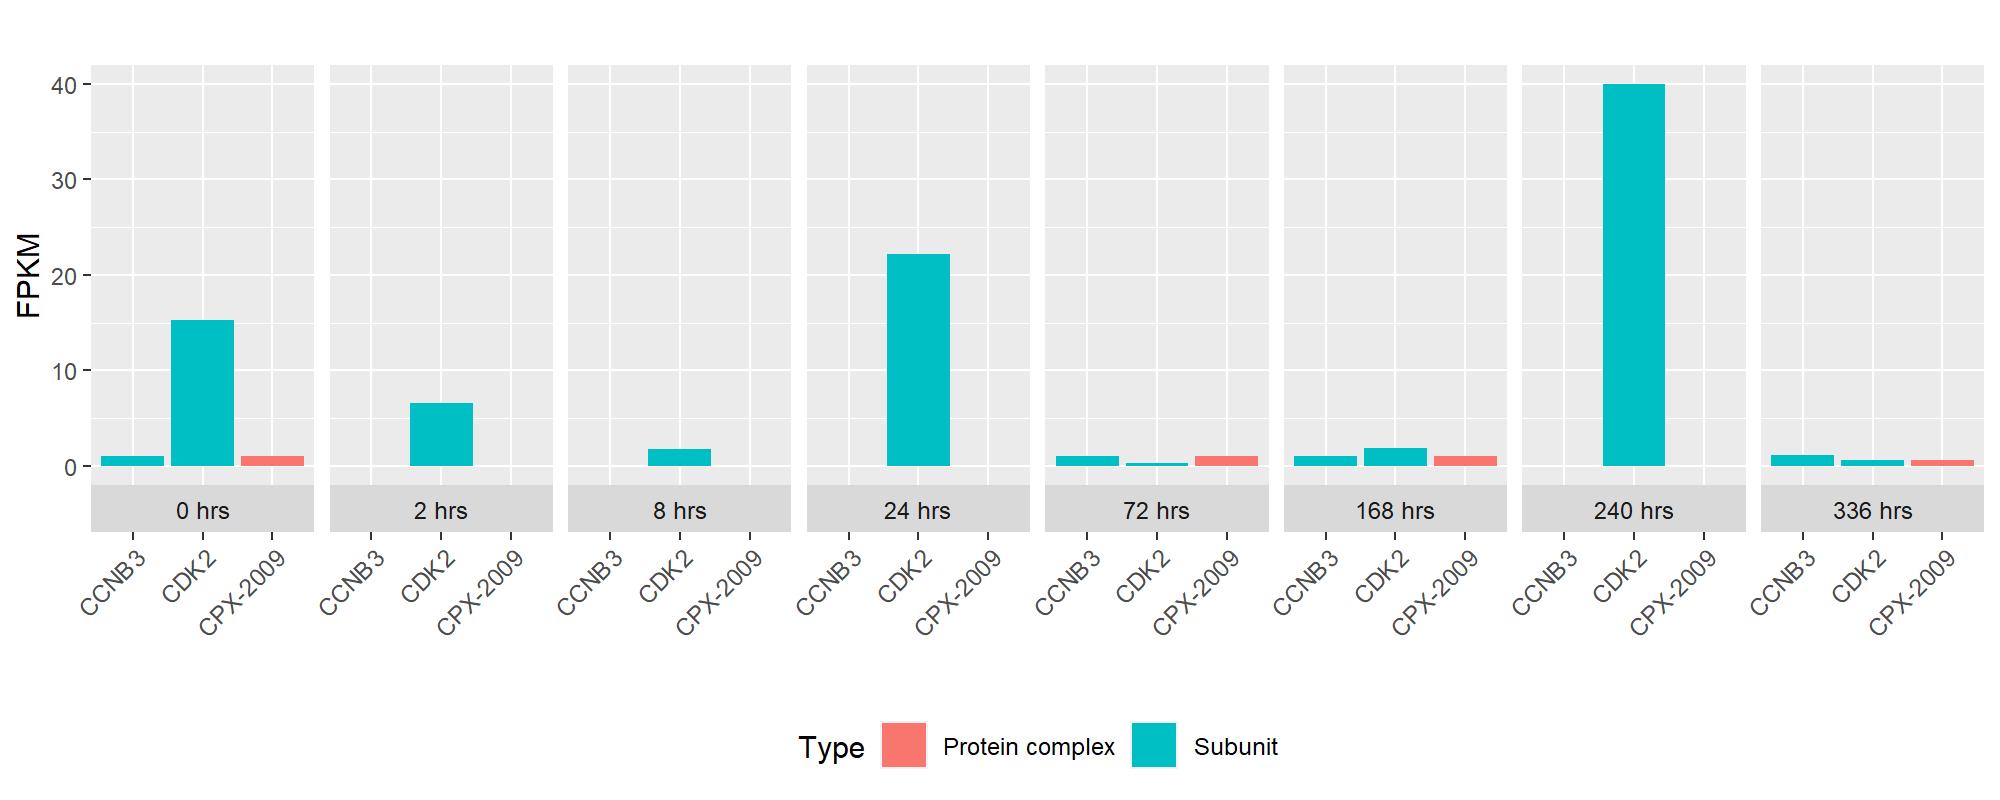 FPKM
40
30
20
10
0
0 hrs 2 hrs 8 hrs 24 hrs 72 hrs 168 hrs 240 hrs 336 hrs
CCNB3 CDK2 CPX-2009 CCNB3 CDK2 CPX-2009 CCNB3 CDK2 CPX-2009 CCNB3 CDK2 CPX-2009 CCNB3 CDK2 CPX-2009 CCNB3 CDK2 CPX-2009 CCNB3 CDK2 CPX-2009 CCNB3 CDK2 CPX-2009
Type Protein complex Subunit